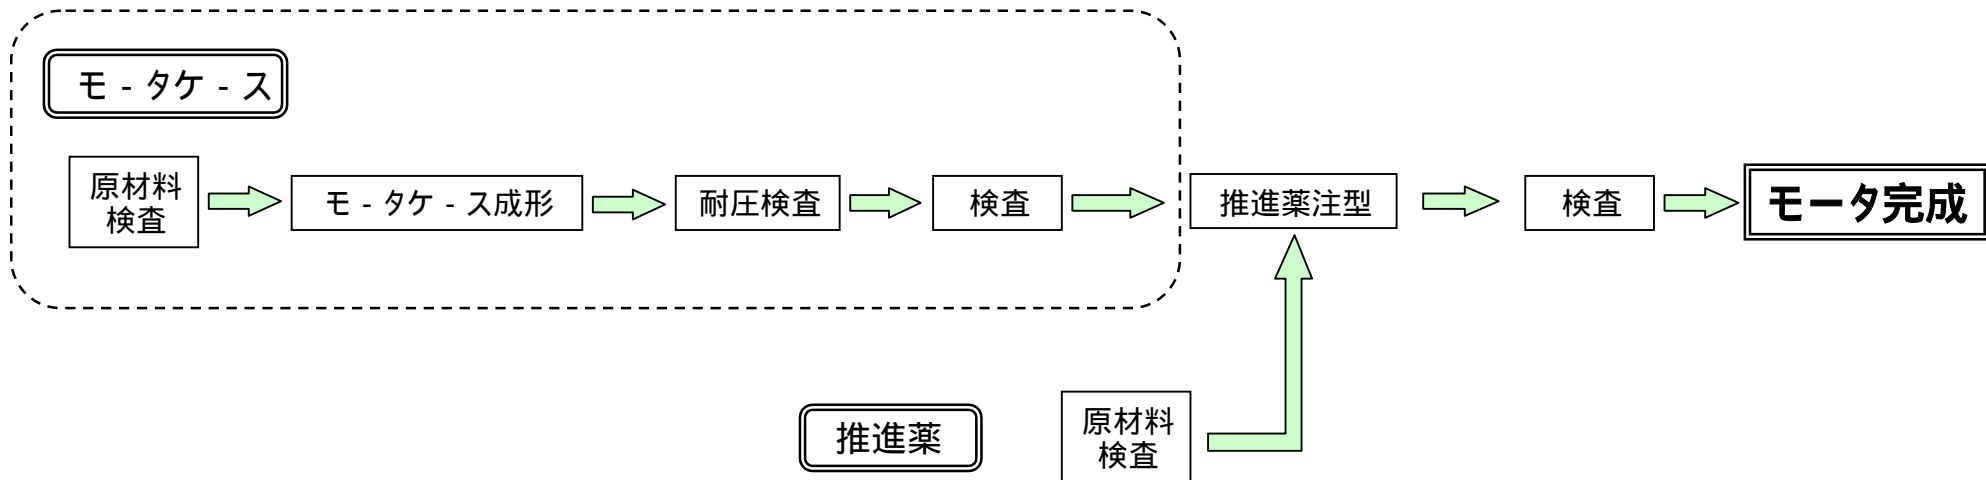 モ - タケ - ス
原材料
検査
モ - タケ - ス成形
耐圧検査
検査
推進薬注型
検査
モータ完成
推進薬
原材料
検査